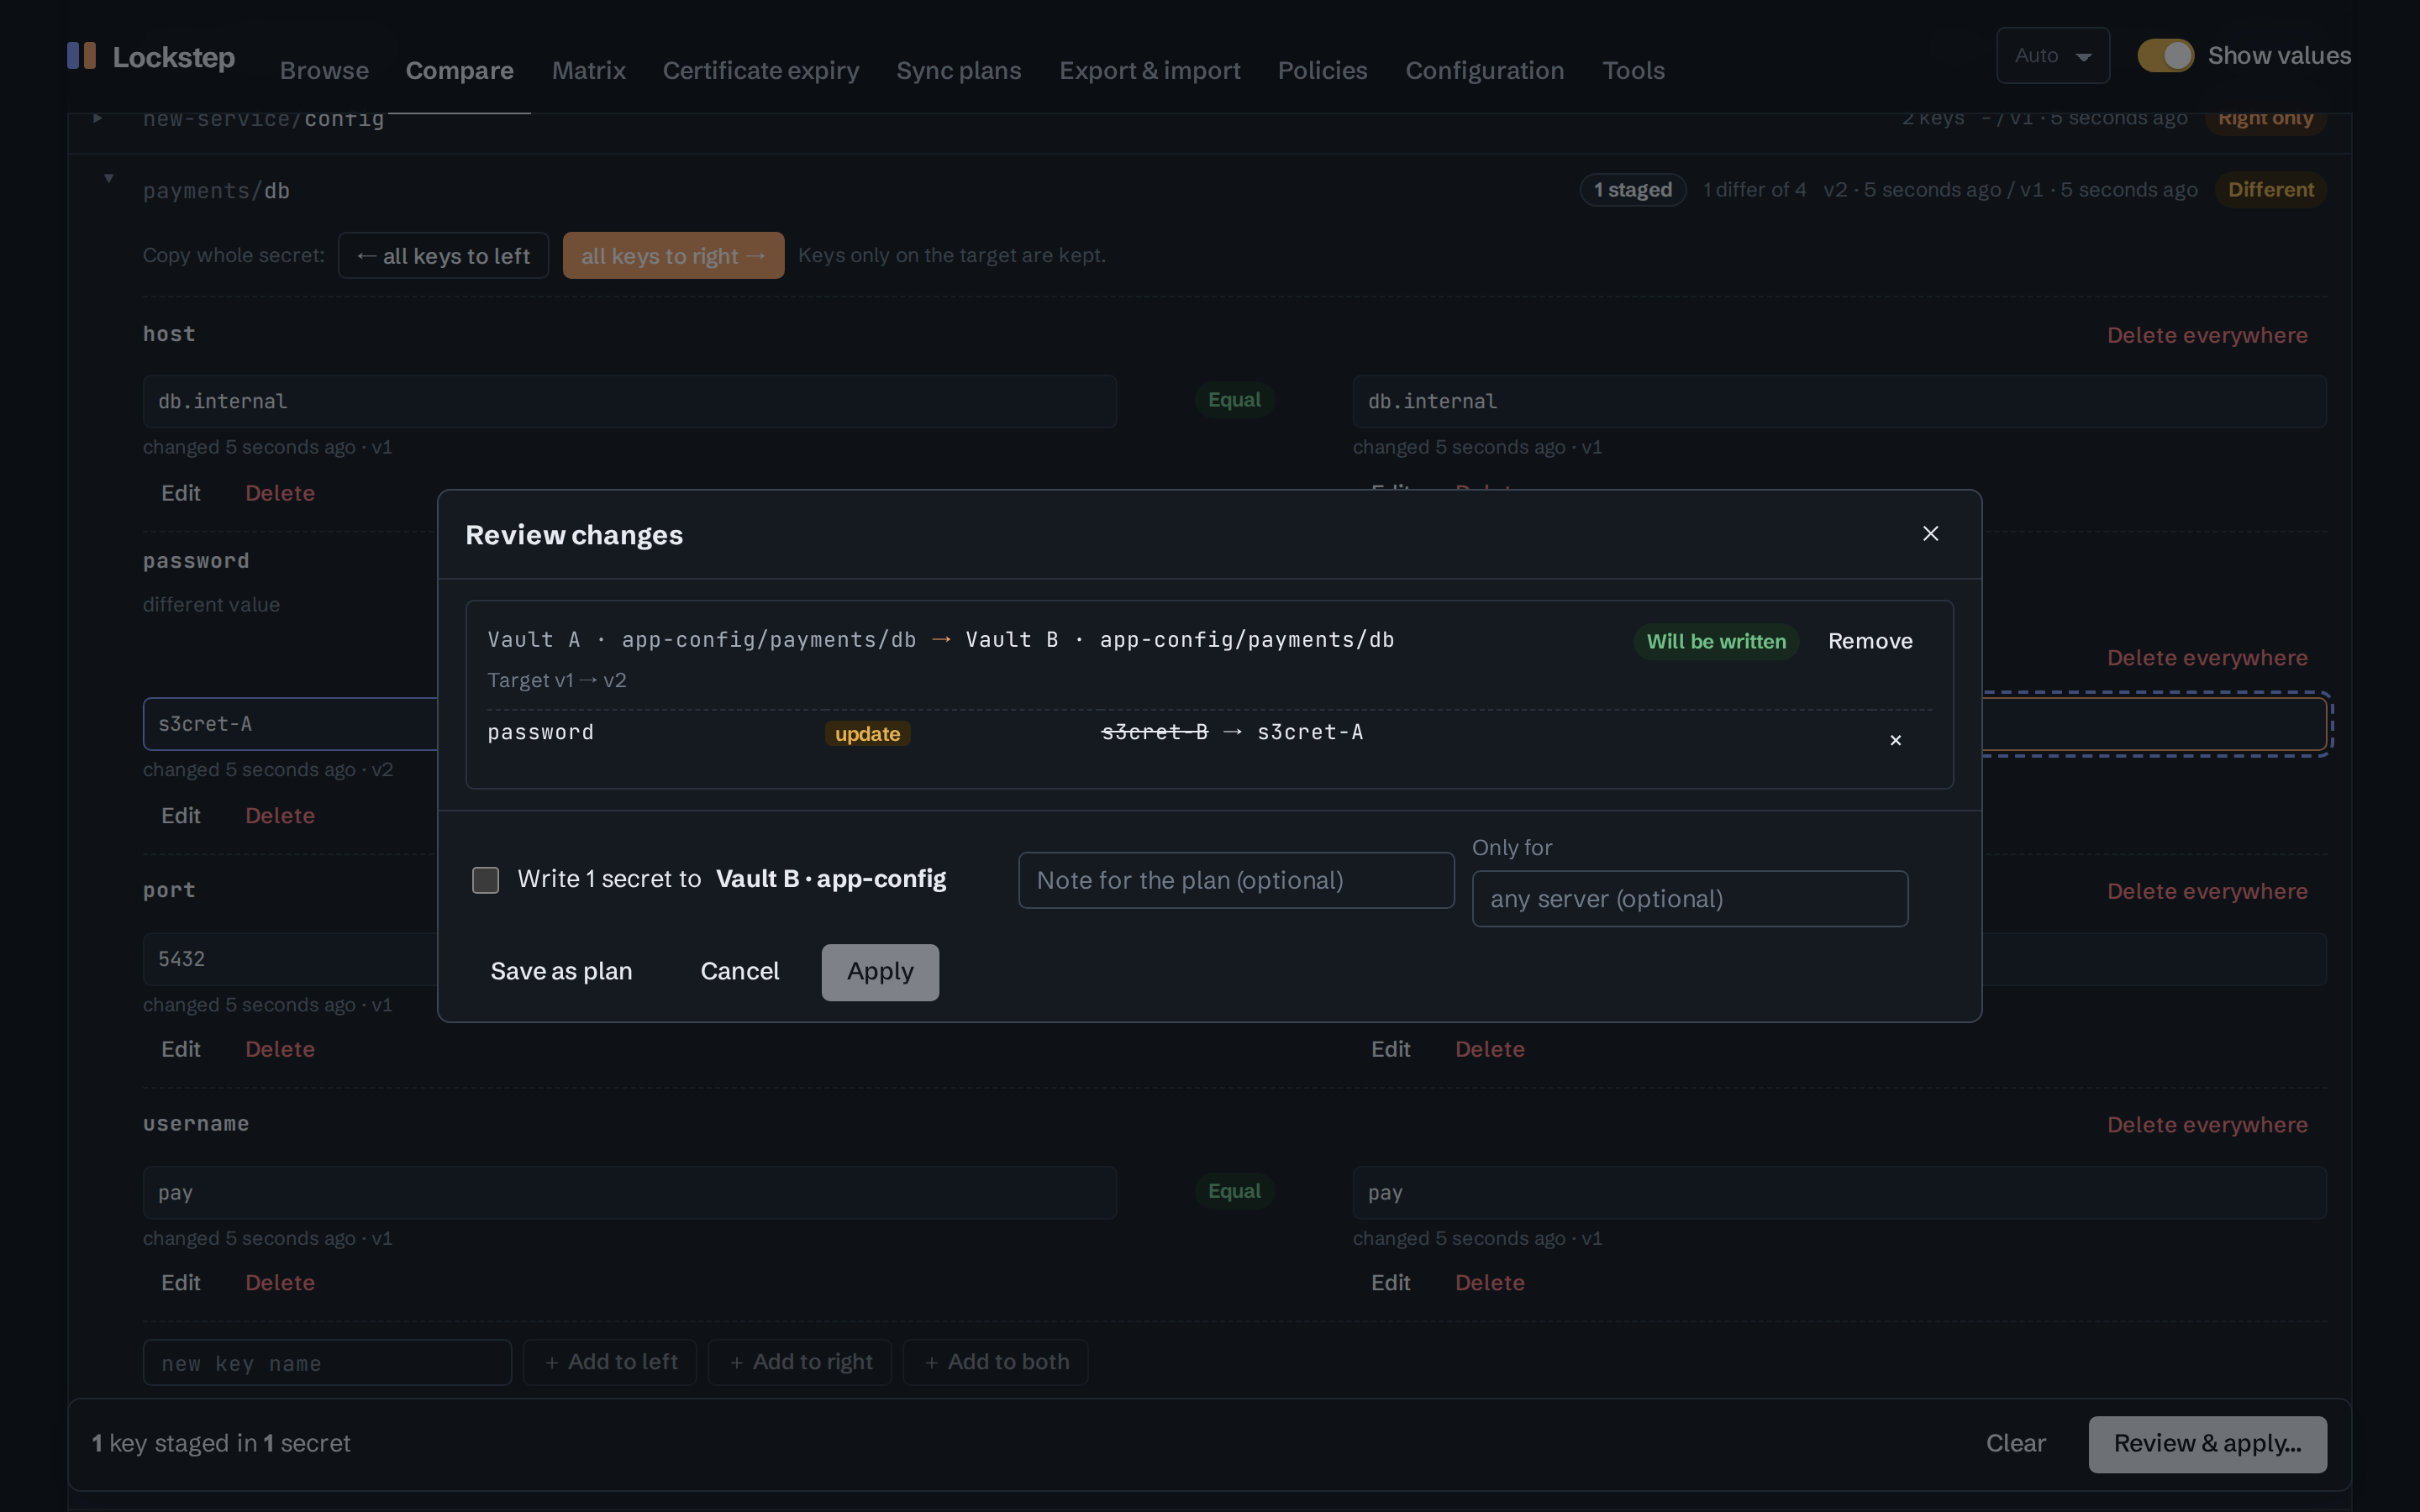 Lockstep Browse Compare Matrix Certificate expiry Sync plans Export & import Policies Configuration Tools Auto Show values
new-service/config 2 keys – / v1 · 5 seconds ago Right only
payments/db 1 staged 1 differ of 4 v2 · 5 seconds ago / v1 · 5 seconds ago Different
Copy whole secret: ← all keys to left all keys to right → Keys only on the target are kept.
host Delete everywhere
db.internal Equal db.internal
changed 5 seconds ago · v1 changed 5 seconds ago · v1
Edit Delete Edit Delete
Review changes ×
password
different value
Vault A · app-config/payments/db → Vault B · app-config/payments/db Will be written Remove
Target v1 → v2
Delete everywhere
s3cret-A
password update s3cret-B → s3cret-A ×
changed 5 seconds ago · v2
Edit Delete
Only for
Write 1 secret to Vault B · app-config Note for the plan (optional) any server (optional)
port Delete everywhere
5432
Save as plan Cancel Apply
changed 5 seconds ago · v1
Edit Delete Edit Delete
username Delete everywhere
pay Equal pay
changed 5 seconds ago · v1 changed 5 seconds ago · v1
Edit Delete Edit Delete
new key name + Add to left + Add to right + Add to both
1 key staged in 1 secret Clear Review & apply…